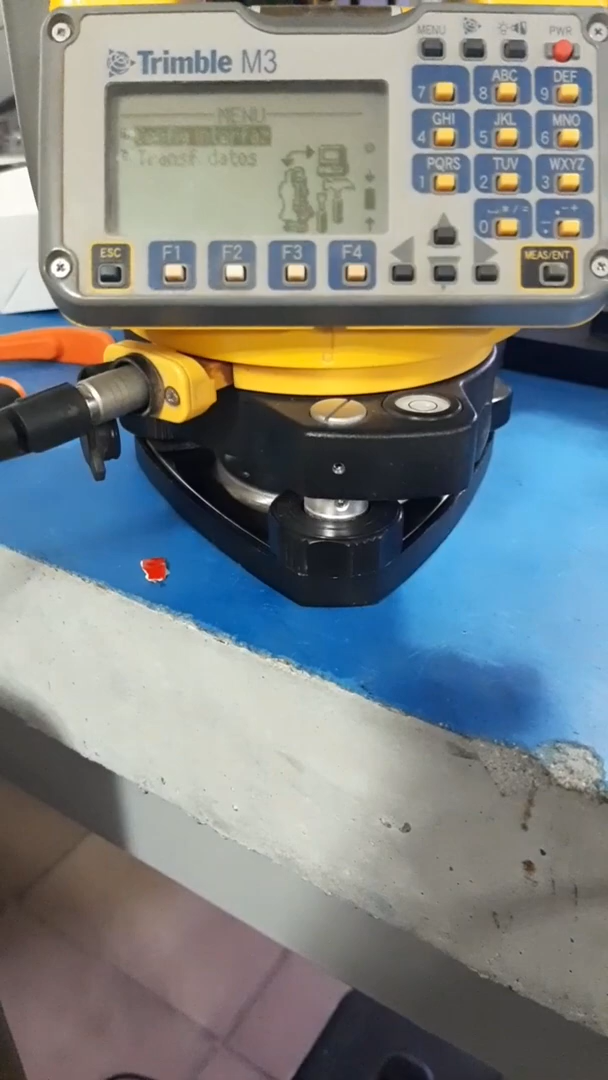 Trimble M3
MENU
PWR
MENU
Transf. datos
7
ABC
8
DEF
9
GHI
4
JKL
5
MNO
6
PQRS
1
TUV
2
WXYZ
3
0
ESC
F1
F2
F3
F4
MEAS/ENT